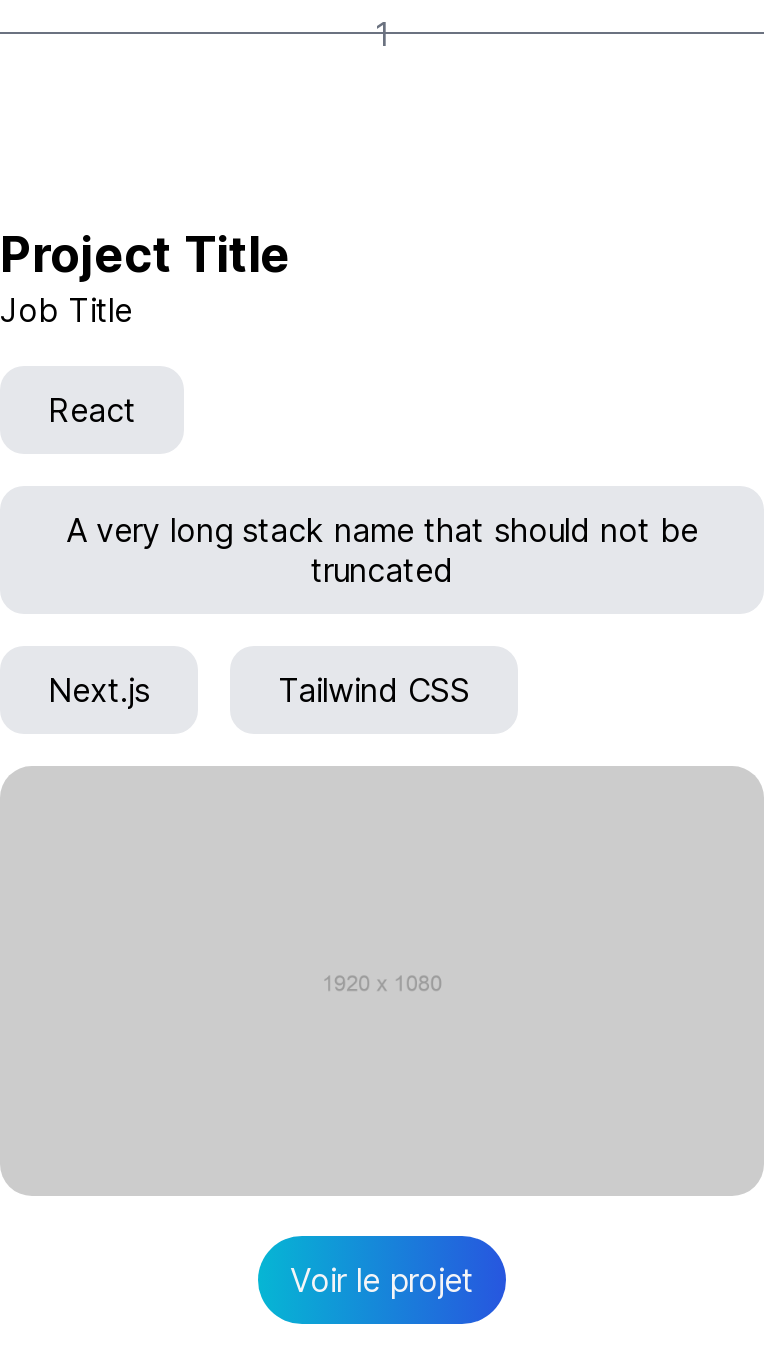 1
Project Title
Job Title
React
A very long stack name that should not be
truncated
Next.js
Tailwind CSS
1920 x 1080
Voir le projet